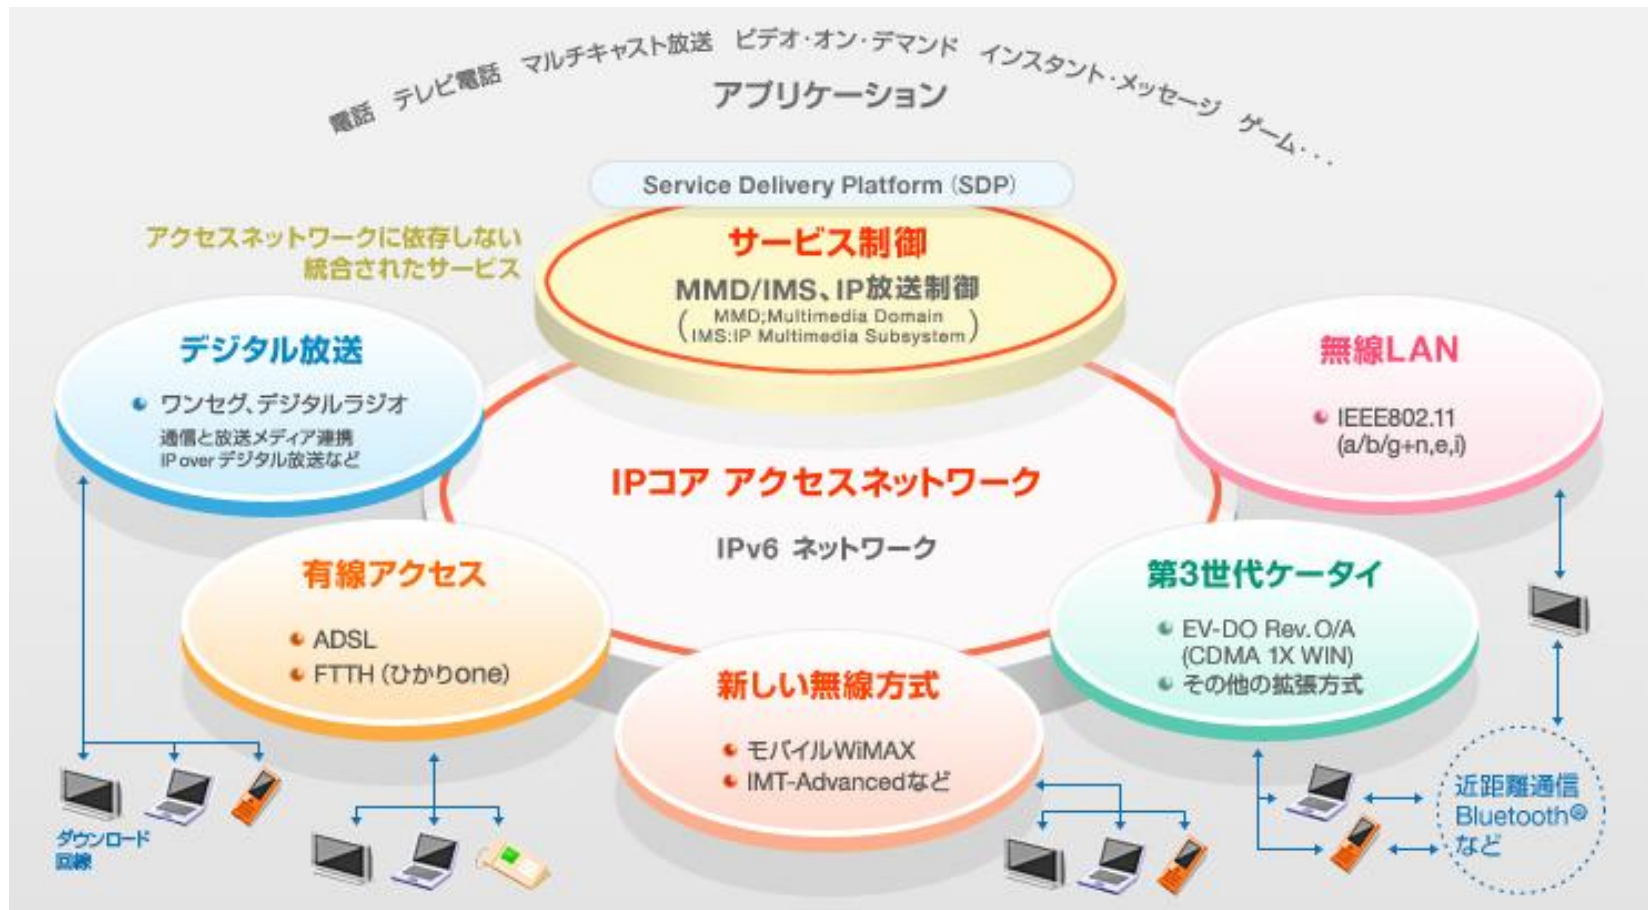 電話 テレビ電話 マルチキャスト放送 ビデオ・オン・デマンド インスタント・メッセージ ゲーム・・・
アプリケーション
Service Delivery Platform (SDP)
アクセスネットワークに依存しない
統合されたサービス
サービス制御
MMD/IMS、IP放送制御
(MMD;Multimedia Domain
IMS:IP Multimedia Subsystem)
デジタル放送
ワンセグ、デジタルラジオ
通信と放送メディア連携
IP over デジタル放送など
無線LAN
IEEE802.11
(a/b/g+n,e,i)
IPコア アクセスネットワーク
IPv6 ネットワーク
有線アクセス
ADSL
FTTH (ひかりone)
第3世代ケータイ
EV-DO Rev. O/A
(CDMA 1X WIN)
その他の拡張方式
新しい無線方式
モバイルWiMAX
IMT-Advancedなど
ダウンロード
回線
近距離通信
Bluetooth®
など